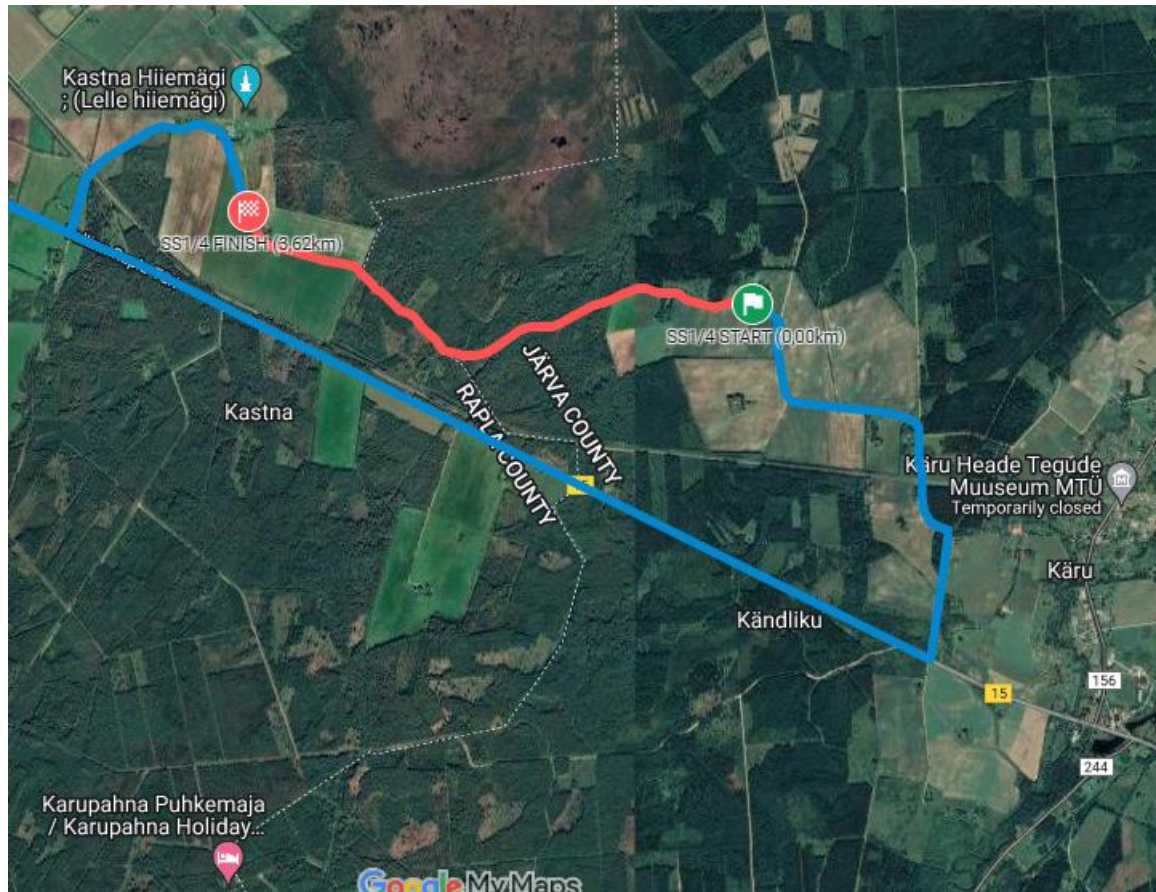 Kastna Hiiemägi
; (Lelle hiiemägi)
SS1/4 FINISH (3,62km)
SS1/4 START (0,00km)
JÄRVA COUNTY
RAPLA COUNTY
Kastna
Käru Heade Tegude
Muuseum MTÜ
Temporarily closed
Käru
Kändliku
15
156
244
Karupahna Puhkemaja
/ Karupahna Holiday...
Google My Maps